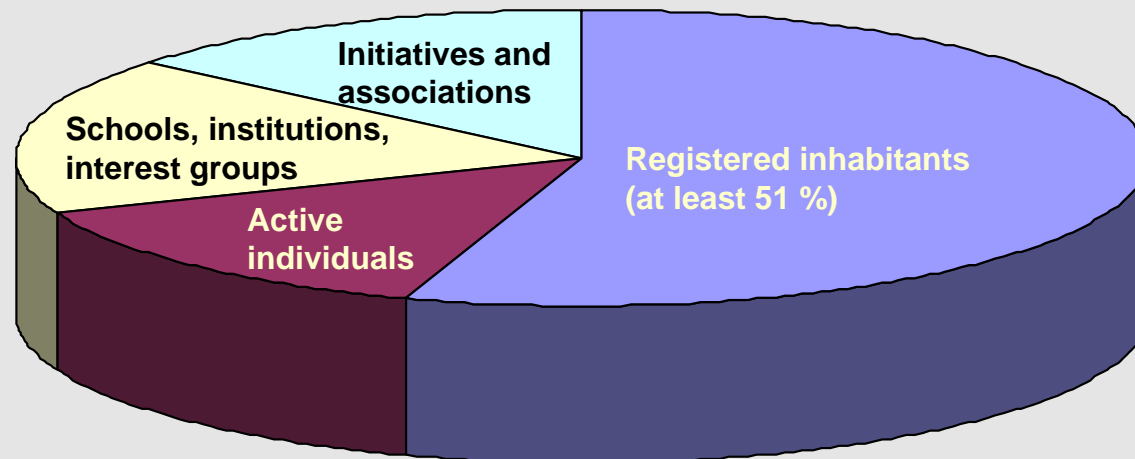 Initiatives and
associations
Schools, institutions,
interest groups
Registered inhabitants
(at least 51 %)
Active
individuals